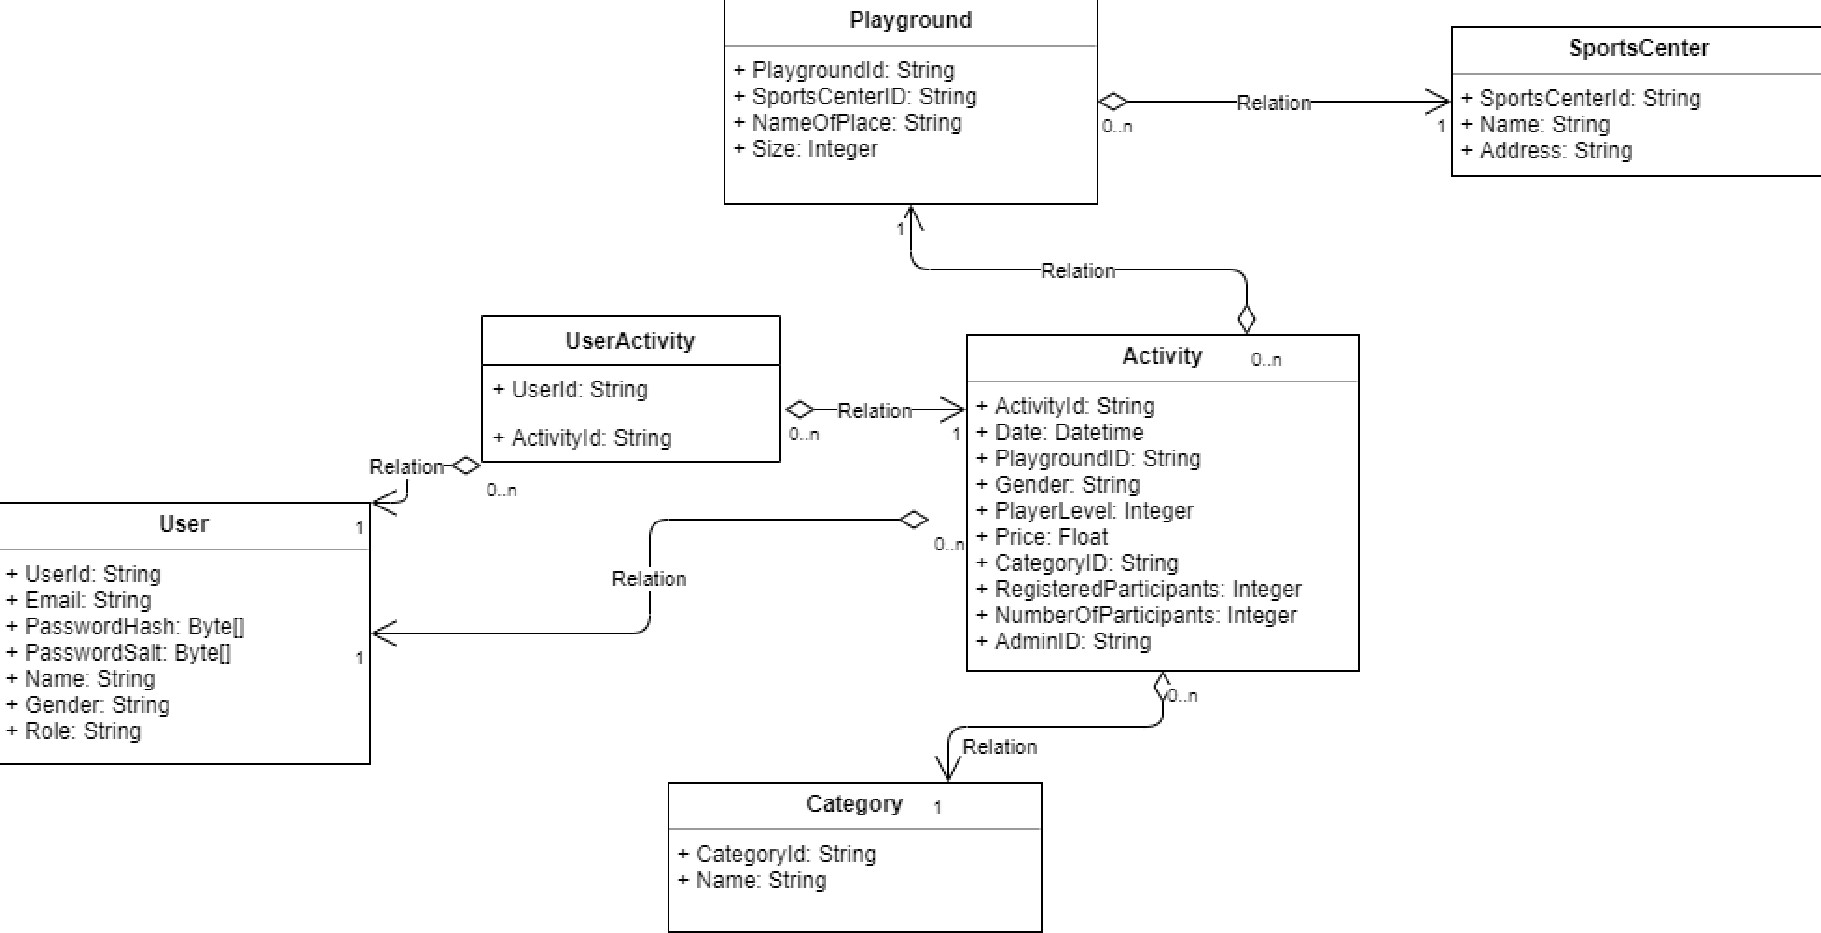 Playground
+ PlaygroundId: String
+ SportsCenterID: String
+ NameOfPlace: String
+ Size: Integer
0..n
Relation
1
SportsCenter
+ SportsCenterId: String
+ Name: String
+ Address: String
1
Relation
UserActivity
+ UserId: String
+ ActivityId: String
0..n
Relation
1
Activity
0..n
+ ActivityId: String
+ Date: Datetime
+ PlaygroundID: String
+ Gender: String
+ PlayerLevel: Integer
+ Price: Float
+ CategoryID: String
+ RegisteredParticipants: Integer
+ NumberOfParticipants: Integer
+ AdminID: String
Relation
0..n
User
1
+ UserId: String
+ Email: String
+ PasswordHash: Byte[]
+ PasswordSalt: Byte[]
+ Name: String
+ Gender: String
+ Role: String
0..n
Relation
1
0..n
Relation
Category
1
+ CategoryId: String
+ Name: String